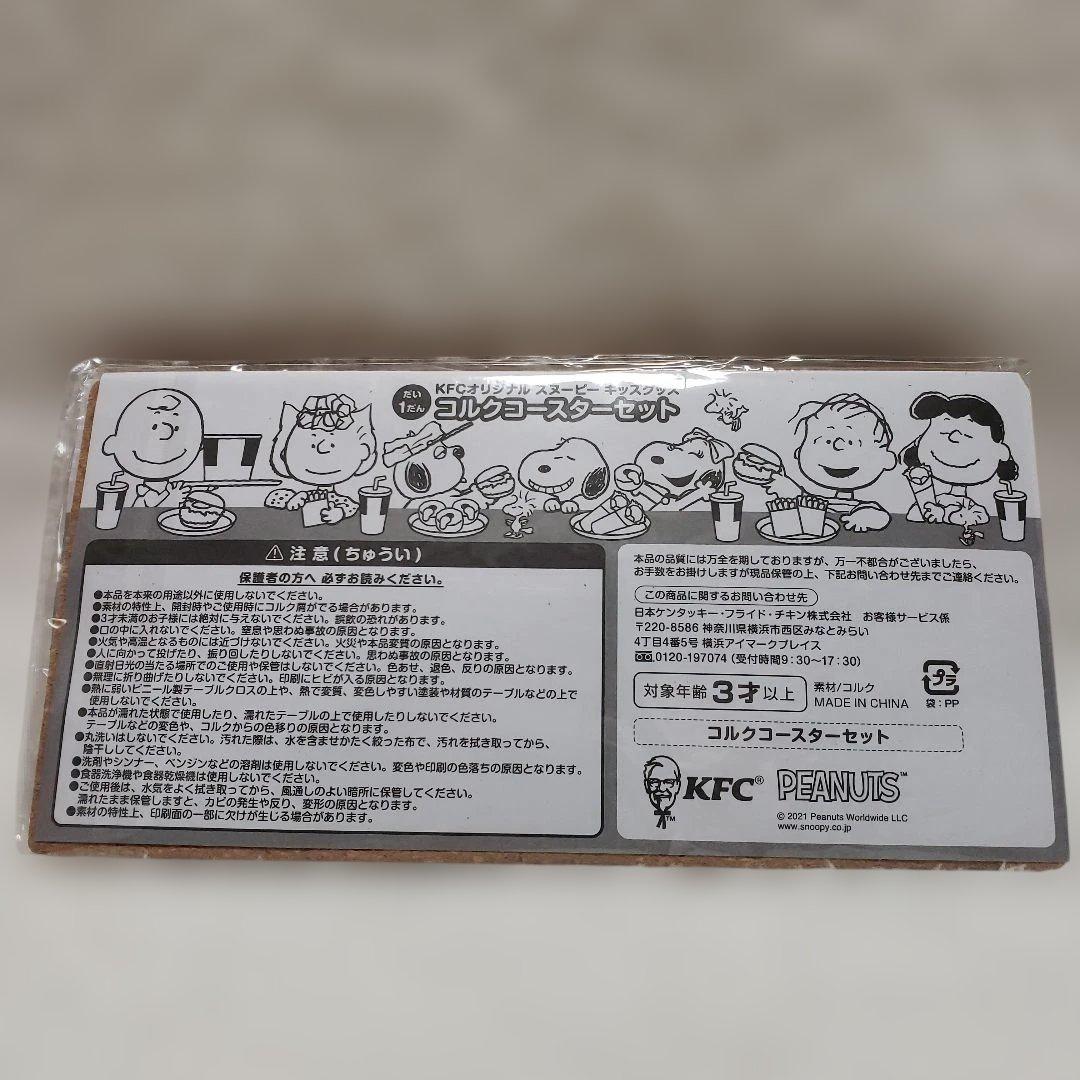 だい1だん
KFCオリジナル スヌーピー キッズグッズ
コルクコースターセット
⚠ 注意(ちゅうい)
保護者の方へ 必ずお読みください。
●本品を本来の用途以外に使用しないでください。
●素材の特性上、開封時やご使用時にコルク屑がでる場合があります。
●3才未満のお子様には絶対に与えないでください。誤飲の恐れがあります。
●口の中に入れないでください。窒息や思わぬ事故の原因となります。
●火気や高温となるものには近づけないでください。火災や本品変質の原因となります。
●人に向かって投げたり、振り回したりしないでください。思わぬ事故の原因となります。
●直射日光の当たる場所でのご使用や保管はしないでください。色あせ、退色、反りの原因となります。
●無理に折り曲げたりしないでください。印刷にヒビが入る原因となります。
●熱に弱いビニール製テーブルクロスの上や、熱で変質、変色しやすい塗装や材質のテーブルなどの上で
使用しないでください。
●本品が濡れた状態で使用したり、濡れたテーブルの上で使用したりしないでください。
テーブルなどの変色や、コルクからの色移りの原因となります。
●丸洗いはしないでください。汚れた際は、水を含ませかたく絞った布で、汚れを拭き取ってから、
陰干ししてください。
●洗剤やシンナー、ベンジンなどの溶剤は使用しないでください。変色や印刷の色落ちの原因となります。
●食器洗浄機や食器乾燥機は使用しないでください。
●ご使用後は、水気をよく拭き取ってから、風通しのよい暗所に保管してください。
濡れたまま保管しますと、カビの発生や反り、変形の原因となります。
●素材の特性上、印刷面の一部に欠けが生じる場合があります。
本品の品質には万全を期しておりますが、万一不都合がございましたら、
お手数をお掛けしますが現品保管の上、下記お問い合わせ先までご連絡ください。
この商品に関するお問い合わせ先
日本ケンタッキー・フライド・チキン株式会社 お客様サービス係
〒220-8586 神奈川県横浜市西区みなとみらい
4丁目4番5号 横浜アイマークプレイス
0120-197074 (受付時間9:30〜17:30)
対象年齢 3才以上
素材/コルク
MADE IN CHINA
プラ
袋:PP
コルクコースターセット
KFC® PEANUTS™
TM
© 2021 Peanuts Worldwide LLC
www.snoopy.co.jp